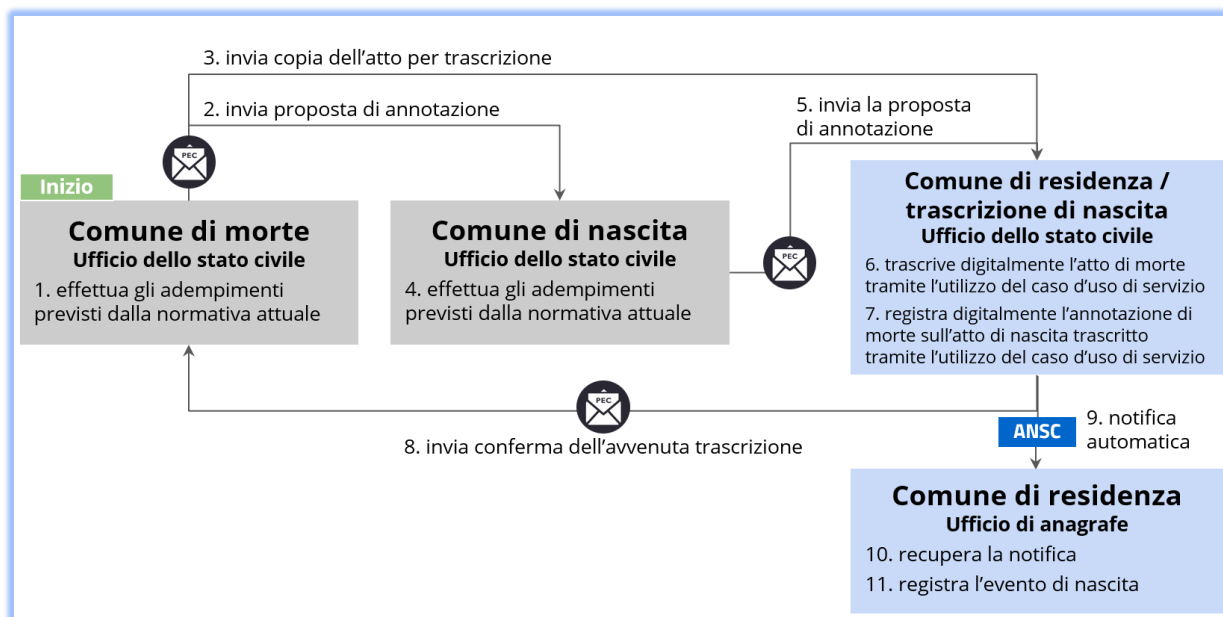 3. invia copia dell'atto per trascrizione
2. invia proposta di annotazione
5. invia la proposta
di annotazione
PEC
Inizio
Comune di morte
Ufficio dello stato civile
1. effettua gli adempimenti
previsti dalla normativa attuale
Comune di nascita
Ufficio dello stato civile
4. effettua gli adempimenti
previsti dalla normativa attuale
PEC
Comune di residenza /
trascrizione di nascita
Ufficio dello stato civile
6. trascrive digitalmente l'atto di morte
tramite l'utilizzo del caso d'uso di servizio
7. registra digitalmente l'annotazione di
morte sull'atto di nascita trascritto
tramite l'utilizzo del caso d'uso di servizio
PEC
8. invia conferma dell'avvenuta trascrizione
ANSC
9. notifica
automatica
Comune di residenza
Ufficio di anagrafe
10. recupera la notifica
11. registra l'evento di nascita